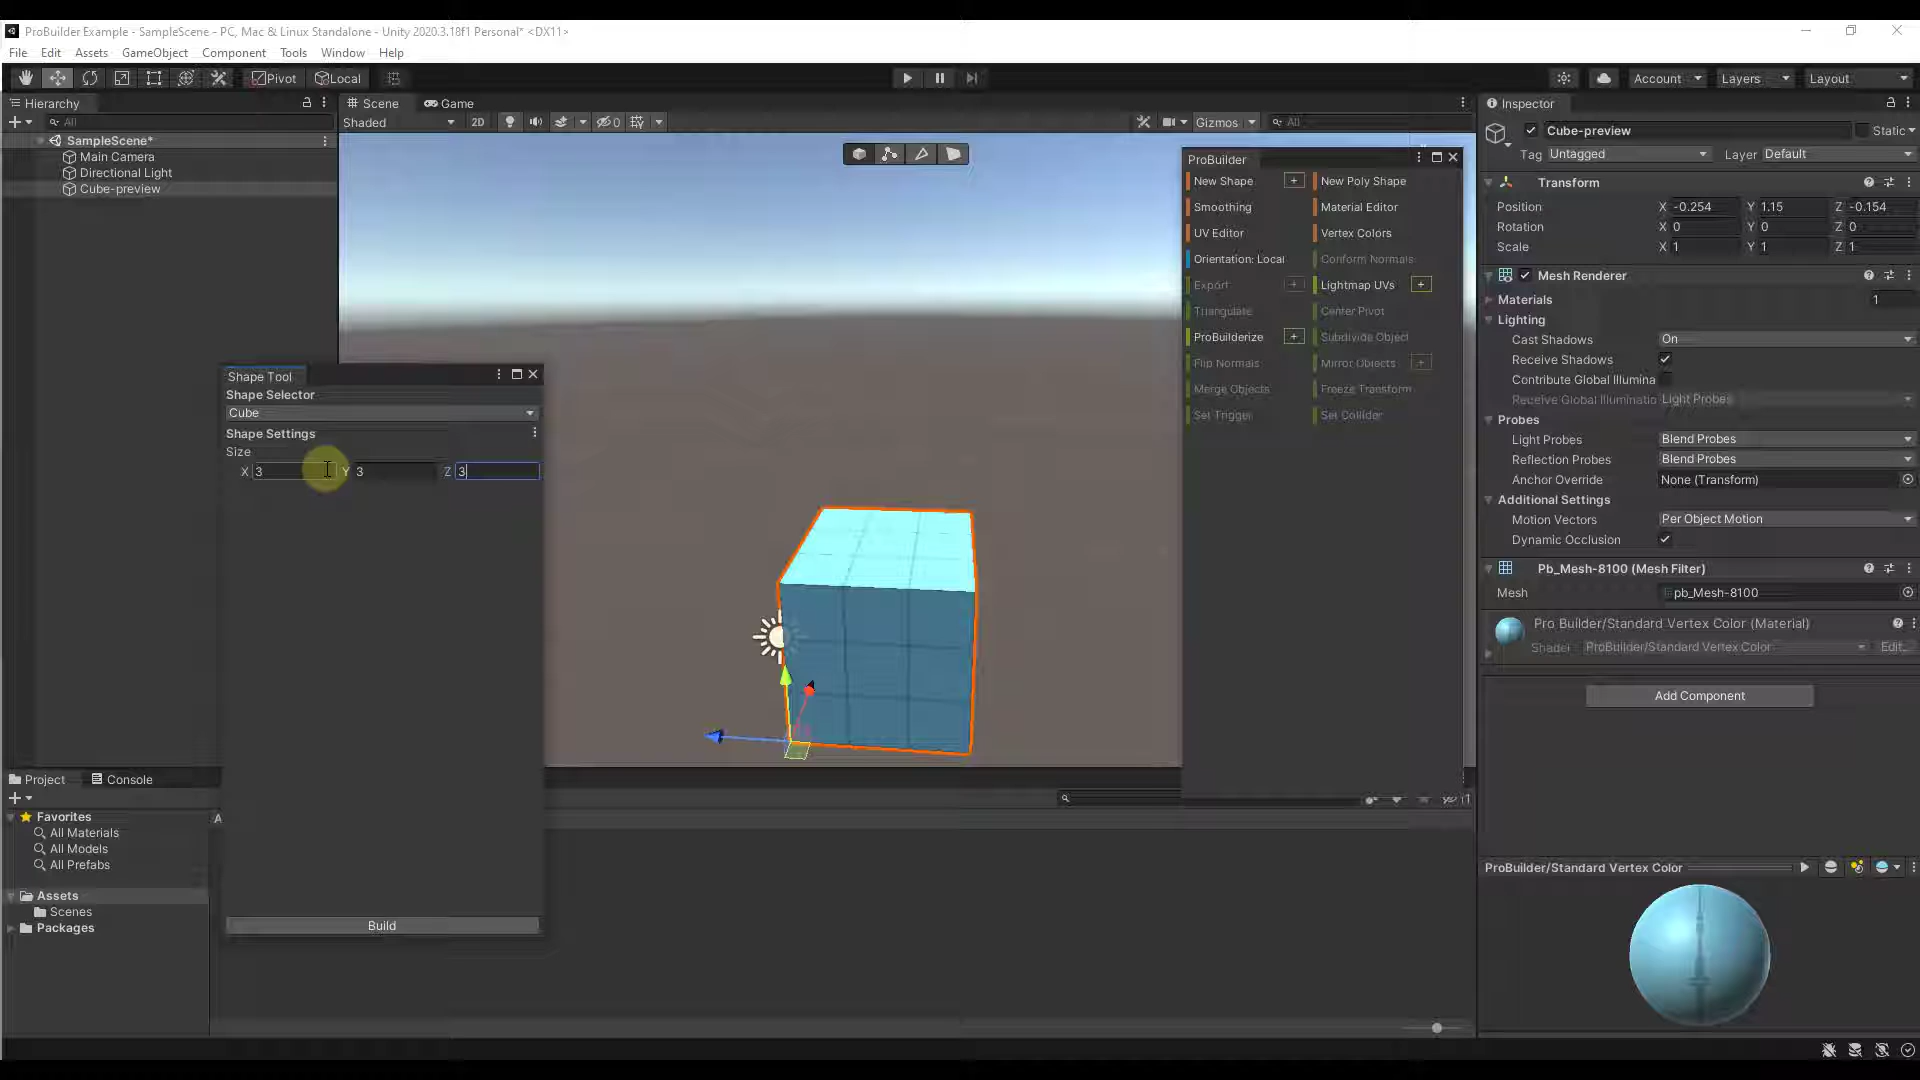 ProBuilder Example - SampleScene - PC, Mac & Linux Standalone - Unity 2020.3.18f1 Personal* <DX11>
File Edit Assets GameObject Component Tools Window Help
Pivot Local Account Layers Layout
Hierarchy
All
SampleScene*
Main Camera
Directional Light
Cube-preview
Scene Game
Shaded 2D 0 Gizmos All
ProBuilder
New Shape + New Poly Shape
Smoothing Material Editor
UV Editor Vertex Colors
Orientation: Local Conform Normals
Export + Lightmap UVs +
Triangulate Center Pivot
ProBuilderize + Subdivide Object
Flip Normals Mirror Objects +
Merge Objects Freeze Transform
Set Trigger Set Collider
Shape Tool
Shape Selector
Cube
Shape Settings
Size
X 3 Y 3 Z 3
Build
Inspector
Cube-preview Static
Tag Untagged Layer Default
Transform
Position X -0.254 Y 1.15 Z -0.154
Rotation X 0 Y 0 Z 0
Scale X 1 Y 1 Z 1
Mesh Renderer
Materials 1
Lighting
Cast Shadows On
Receive Shadows
Contribute Global Illumina
Receive Global Illuminatio Light Probes
Probes
Light Probes Blend Probes
Reflection Probes Blend Probes
Anchor Override None (Transform)
Additional Settings
Motion Vectors Per Object Motion
Dynamic Occlusion
Pb_Mesh-8100 (Mesh Filter)
Mesh pb_Mesh-8100
Pro Builder/Standard Vertex Color (Material)
Shader ProBuilder/Standard Vertex Color Edit...
Add Component
ProBuilder/Standard Vertex Color
Project Console
Favorites
All Materials
All Models
All Prefabs
Assets
Scenes
Packages
A